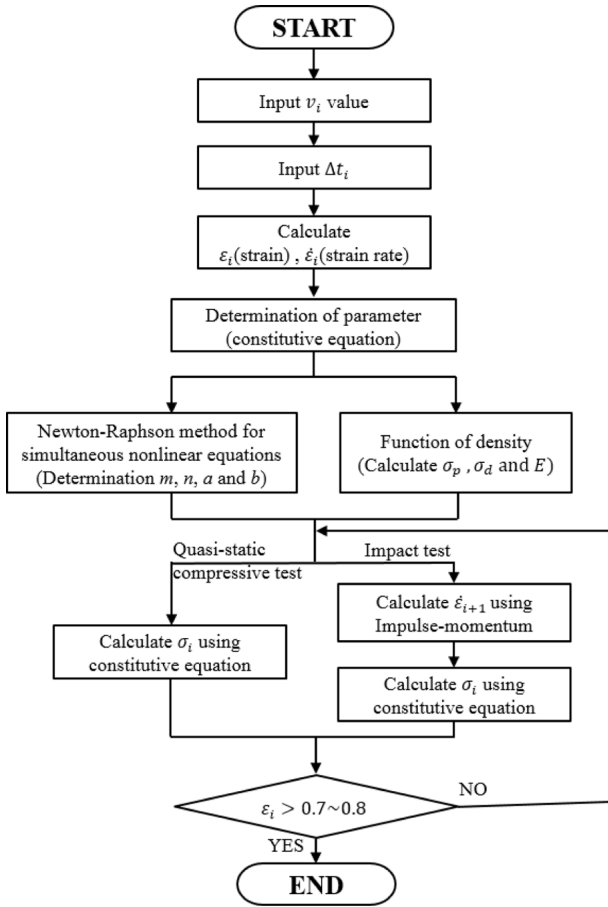 START
Input 𝑣ᵢ value
Input Δ𝑡ᵢ
Calculate
𝜀ᵢ(strain) , 𝜀̇ᵢ(strain rate)
Determination of parameter
(constitutive equation)
Newton-Raphson method for
simultaneous nonlinear equations
(Determination m, n, a and b)
Function of density
(Calculate 𝜎ₚ , 𝜎_d and 𝐸)
Quasi-static
compressive test
Impact test
Calculate 𝜀̇ᵢ₊₁ using
Impulse-momentum
Calculate 𝜎ᵢ using
constitutive equation
Calculate 𝜎ᵢ using
constitutive equation
𝜀ᵢ > 0.7~0.8
NO
YES
END